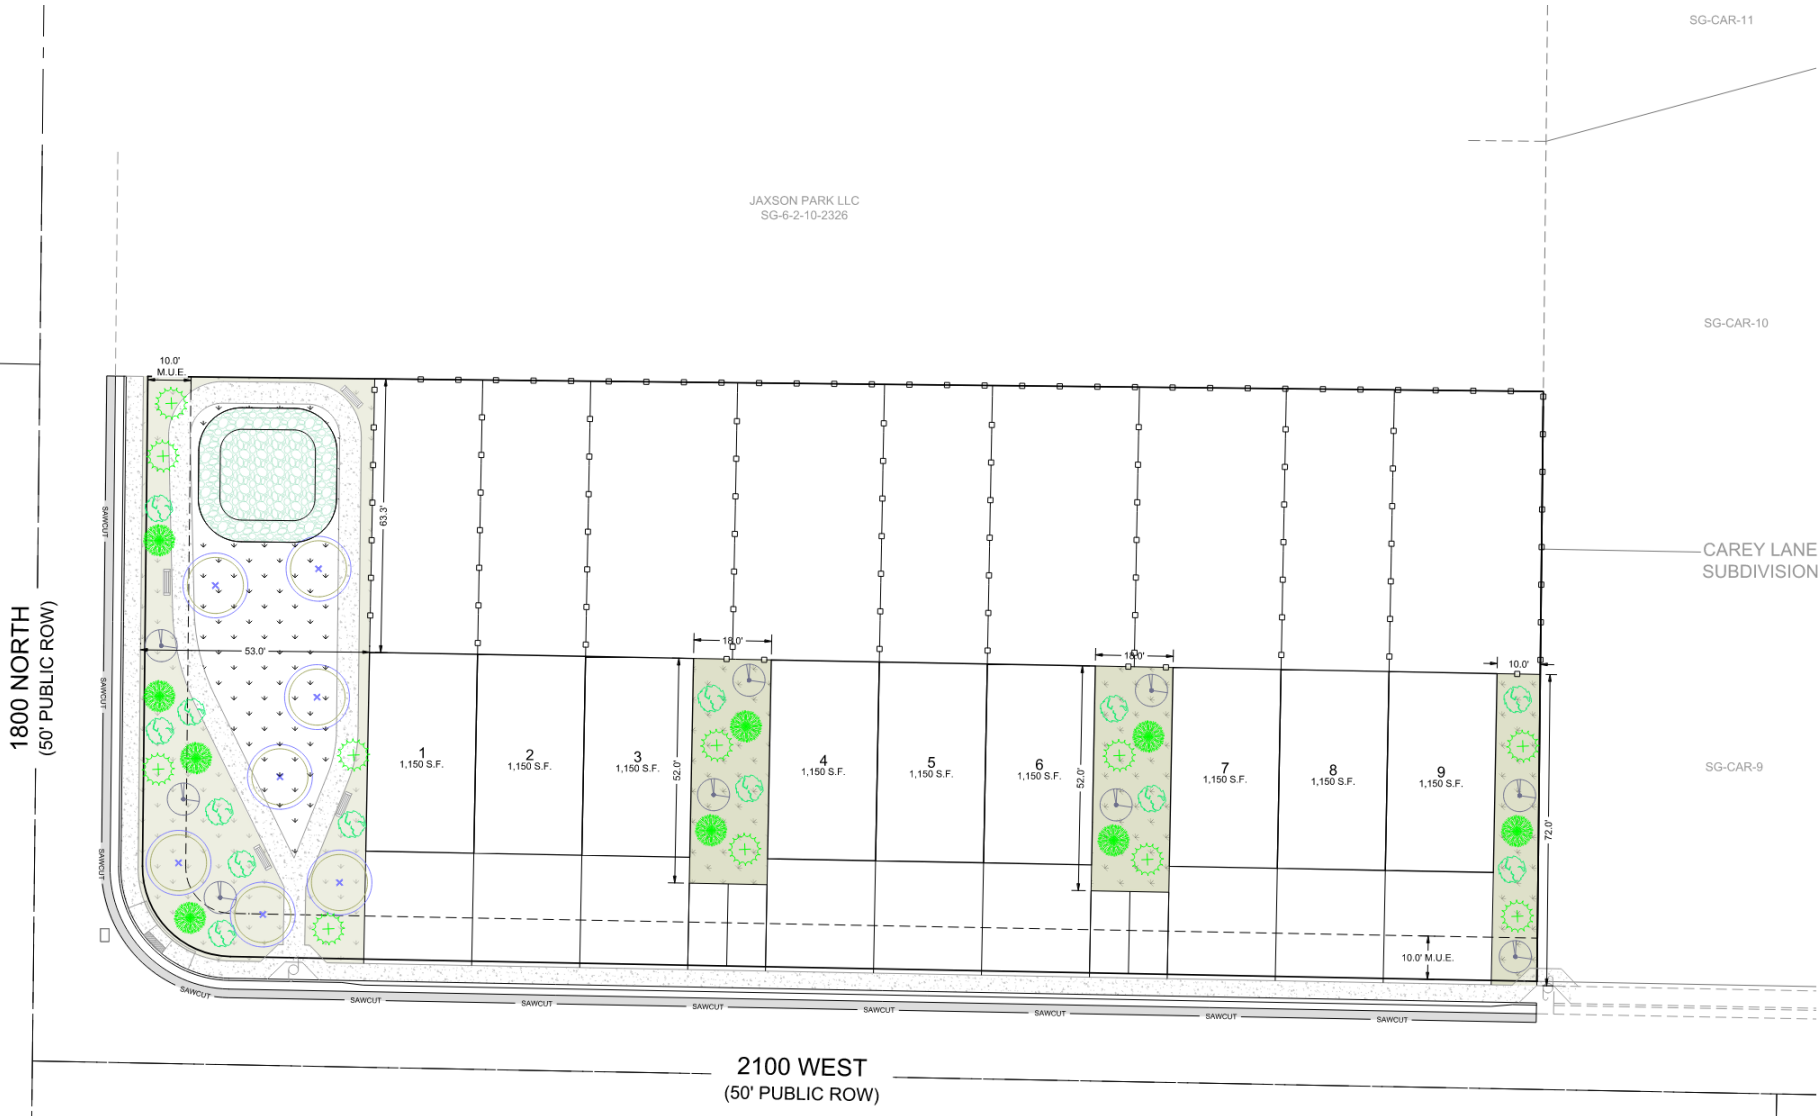 SG-CAR-11
JAXSON PARK LLC
SG-6-2-10-2326
SG-CAR-10
10.0'
M.U.E.
63.3'
SAWCUT
CAREY LANE
SUBDIVISION
1800 NORTH
(50' PUBLIC ROW)
53.0'
18.0'
18.0'
10.0'
SAWCUT
1
1,150 S.F.
2
1,150 S.F.
3
1,150 S.F.
52.0'
4
1,150 S.F.
5
1,150 S.F.
6
1,150 S.F.
52.0'
7
1,150 S.F.
8
1,150 S.F.
9
1,150 S.F.
72.0'
SG-CAR-9
SAWCUT
10.0' M.U.E.
SAWCUT
SAWCUT
SAWCUT
SAWCUT
SAWCUT
SAWCUT
SAWCUT
SAWCUT
2100 WEST
(50' PUBLIC ROW)